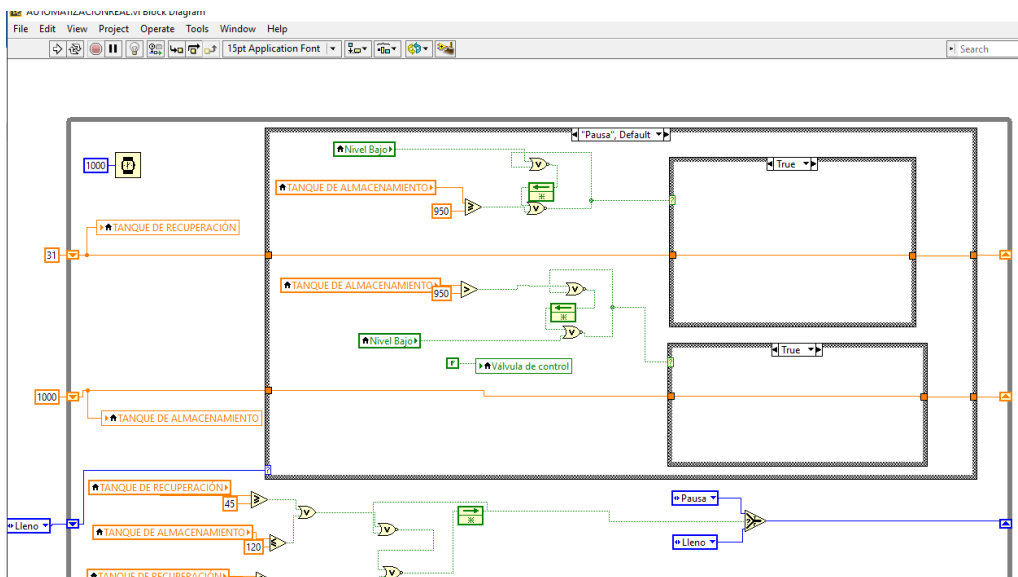 AUTOMATIZACIONREAL.vi Block Diagram
File Edit View Project Operate Tools Window Help
15pt Application Font
Search
"Pausa", Default
Nivel Bajo
True
1000
TANQUE DE ALMACENAMIENTO
950
TANQUE DE RECUPERACIÓN
31
TANQUE DE ALMACENAMIENTO
950
Nivel Bajo
True
F
Válvula de control
1000
TANQUE DE ALMACENAMIENTO
TANQUE DE RECUPERACIÓN
45
Pausa
Lleno
TANQUE DE ALMACENAMIENTO
120
Lleno
TANQUE DE RECUPERACIÓN